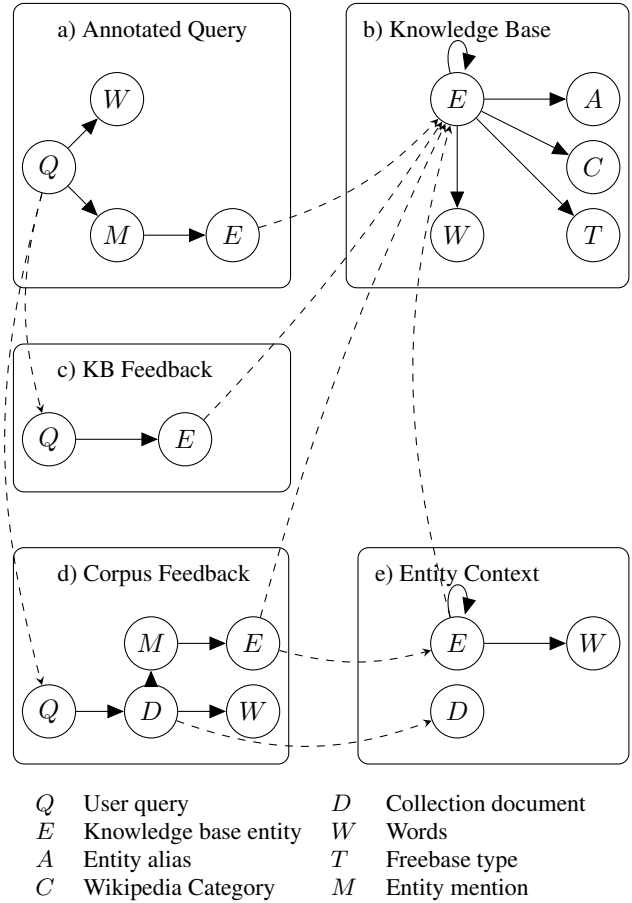 a) Annotated Query
W
Q
M
E
b) Knowledge Base
E
A
C
W
T
c) KB Feedback
Q
E
d) Corpus Feedback
M
E
Q
D
W
e) Entity Context
E
W
D
Q User query
D Collection document
E Knowledge base entity
W Words
A Entity alias
T Freebase type
C Wikipedia Category
M Entity mention